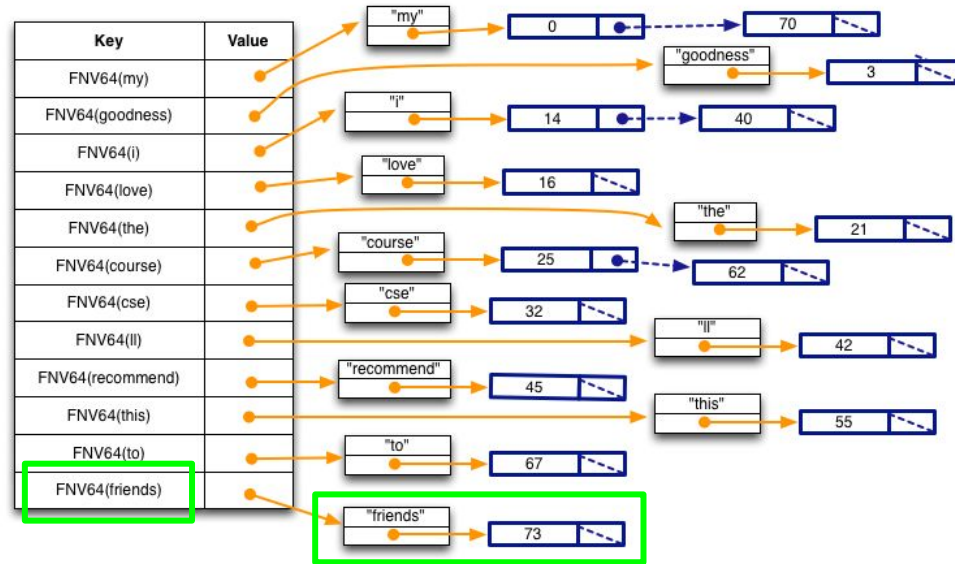 Key Value
FNV64(my)
FNV64(goodness)
FNV64(i)
FNV64(love)
FNV64(the)
FNV64(course)
FNV64(cse)
FNV64(ll)
FNV64(recommend)
FNV64(this)
FNV64(to)
FNV64(friends)
"my" 0 70
"goodness" 3
"i" 14 40
"love" 16
"the" 21
"course" 25 62
"cse" 32
"ll" 42
"recommend" 45
"this" 55
"to" 67
"friends" 73